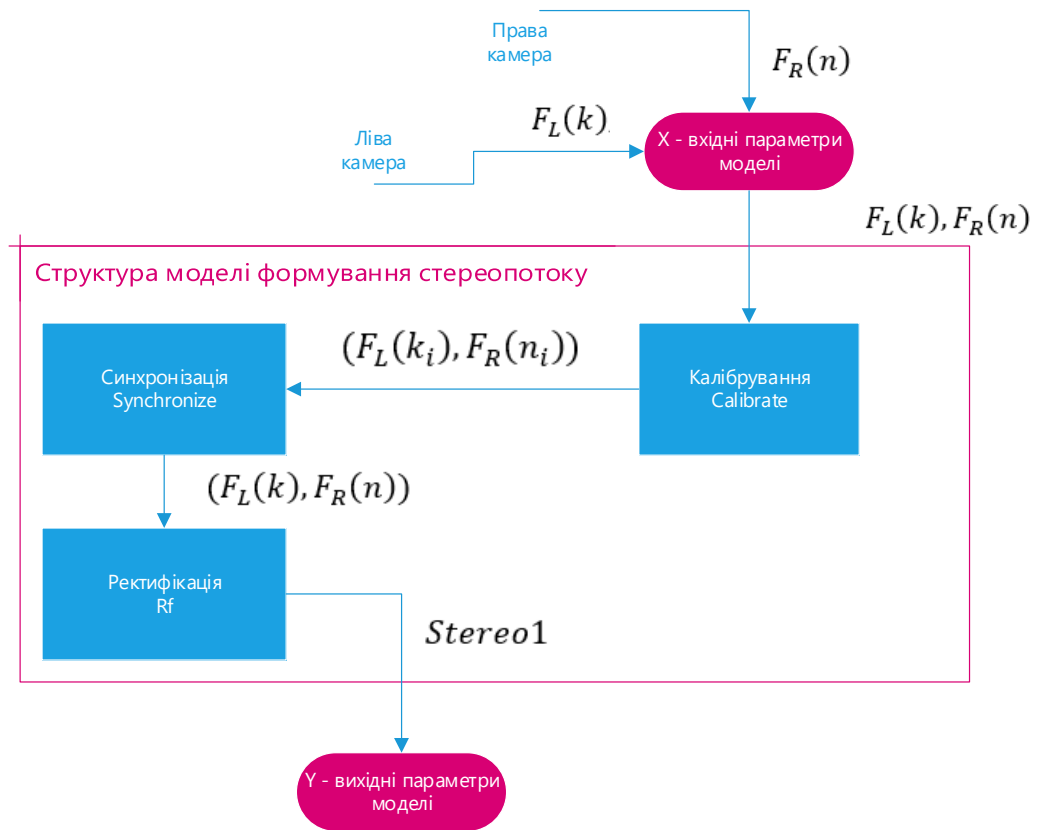 Права
камера
F_R(n)
F_L(k)
Ліва
камера
X - вхідні параметри
моделі
F_L(k), F_R(n)
Структура моделі формування стереопотоку
(F_L(k_i), F_R(n_i))
Синхронізація
Synchronize
Калібрування
Calibrate
(F_L(k), F_R(n))
Ректифікація
Rf
Stereo1
Y - вихідні параметри
моделі